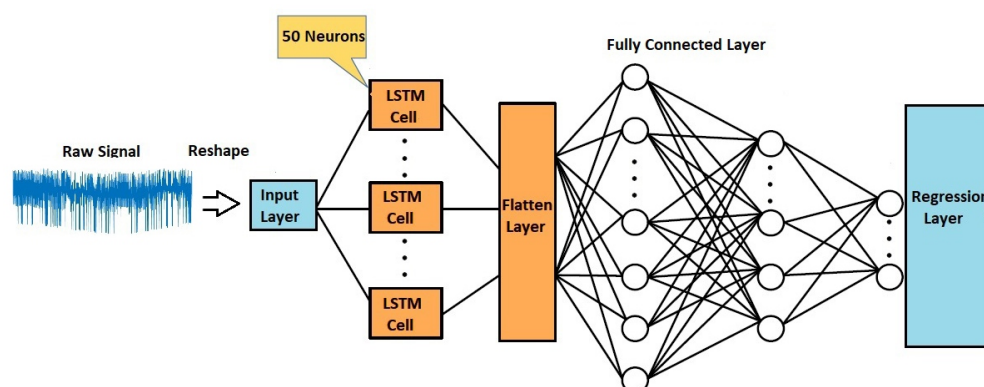 50 Neurons
Fully Connected Layer
Raw Signal
Reshape
Input
Layer
LSTM
Cell
LSTM
Cell
LSTM
Cell
Flatten
Layer
Regression
Layer